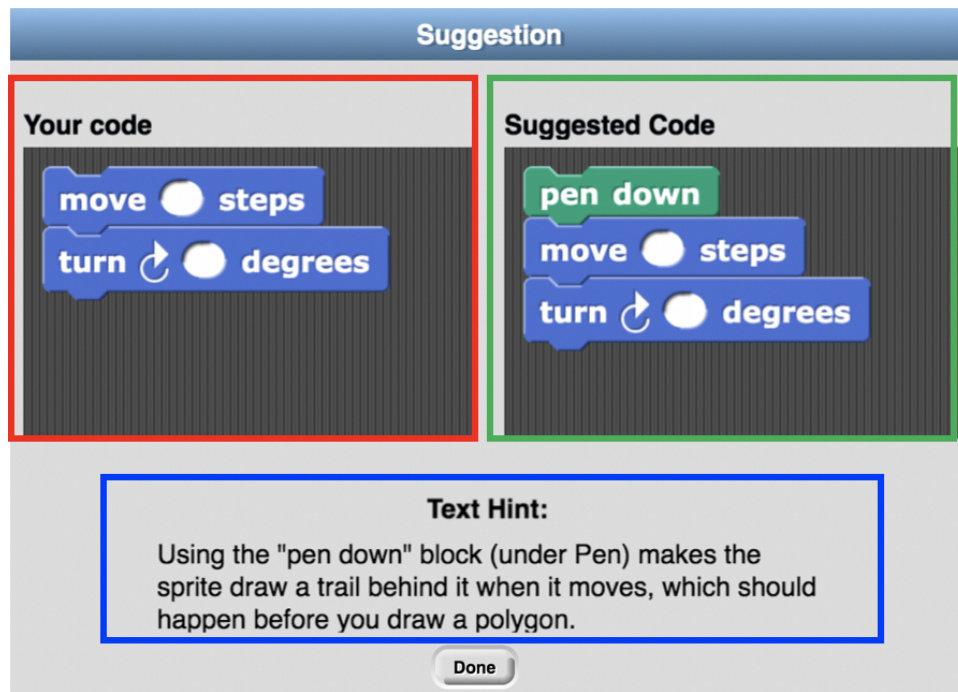 Suggestion
Your code
move steps
turn degrees
Suggested Code
pen down
move steps
turn degrees
Text Hint:
Using the "pen down" block (under Pen) makes the
sprite draw a trail behind it when it moves, which should
happen before you draw a polygon.
Done